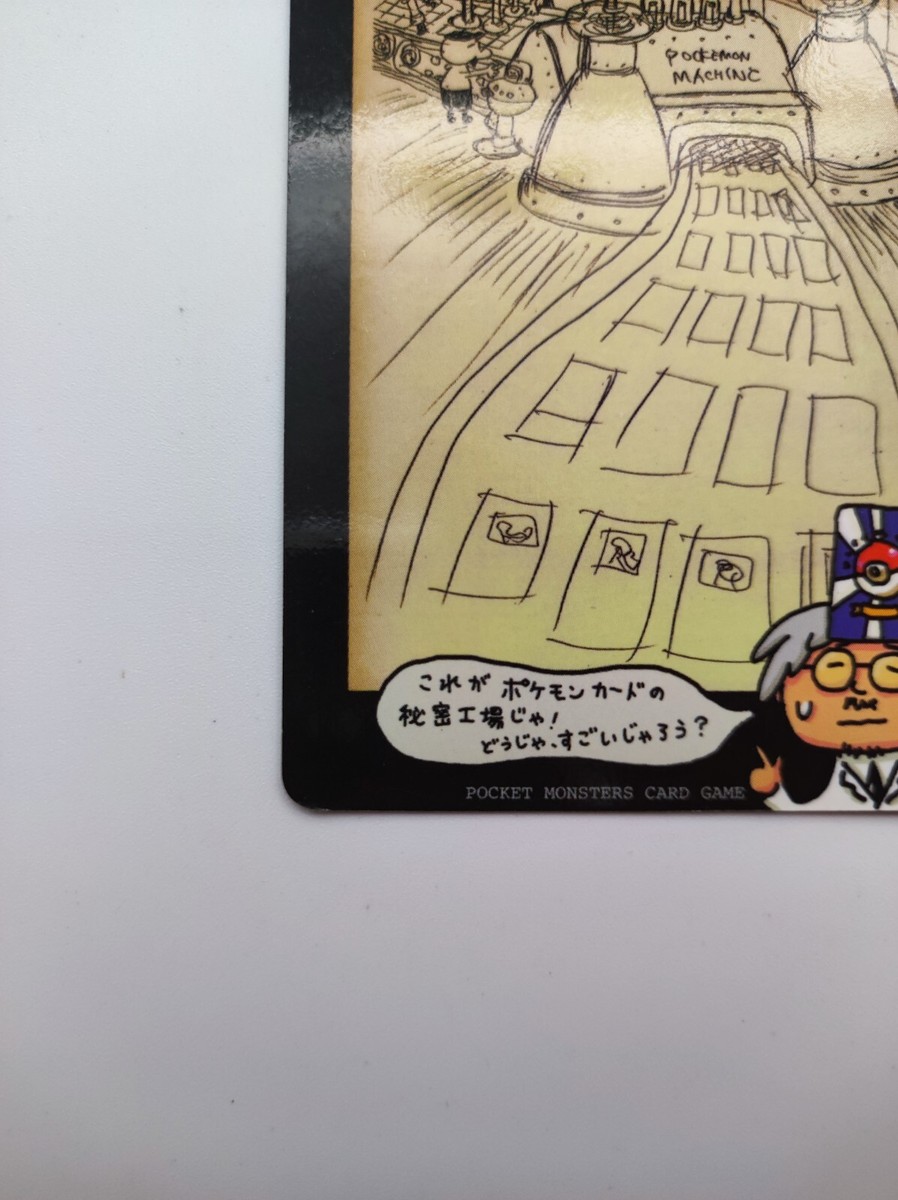 POCKEMON
MACHINE
これが ポケモンカードの
秘密工場じゃ!
どうじゃ、すごいじゃろう?
POCKET MONSTERS CARD GAME